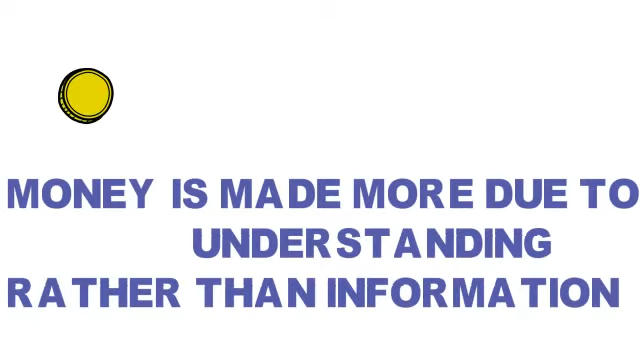 MONEY IS MADE MORE DUE TO
UNDERSTANDING
RATHER THAN INFORMATION